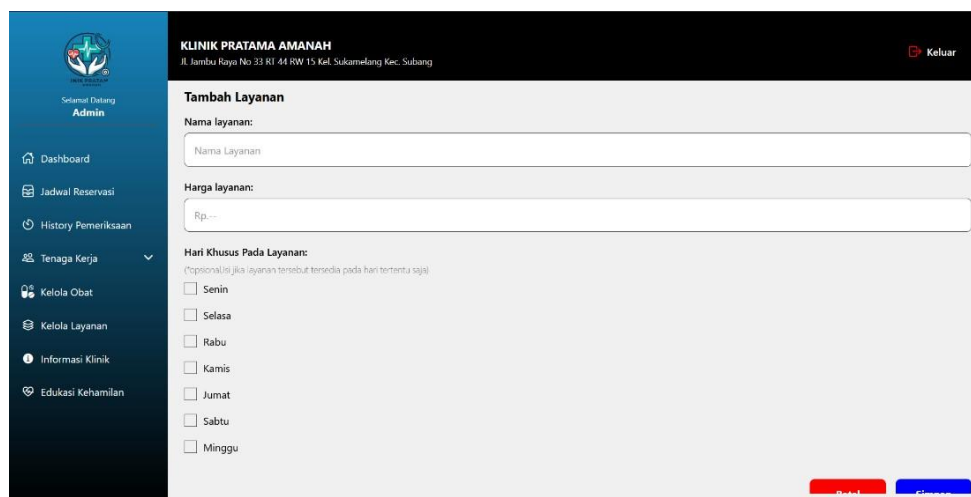 KLINIK PRATAMA AMANAH
Jl. Jambu Raya No 33 RT 44 RW 15 Kel. Sukamelang Kec. Subang
Keluar
Selamat Datang
Admin
Dashboard
Jadwal Reservasi
History Pemeriksaan
Tenaga Kerja
Kelola Obat
Kelola Layanan
Informasi Klinik
Edukasi Kehamilan
Tambah Layanan
Nama layanan:
Nama Layanan
Harga layanan:
Rp.--
Hari Khusus Pada Layanan:
(*opsional,isi jika layanan tersebut tersedia pada hari tertentu saja)
Senin
Selasa
Rabu
Kamis
Jumat
Sabtu
Minggu
Batal
Simpan